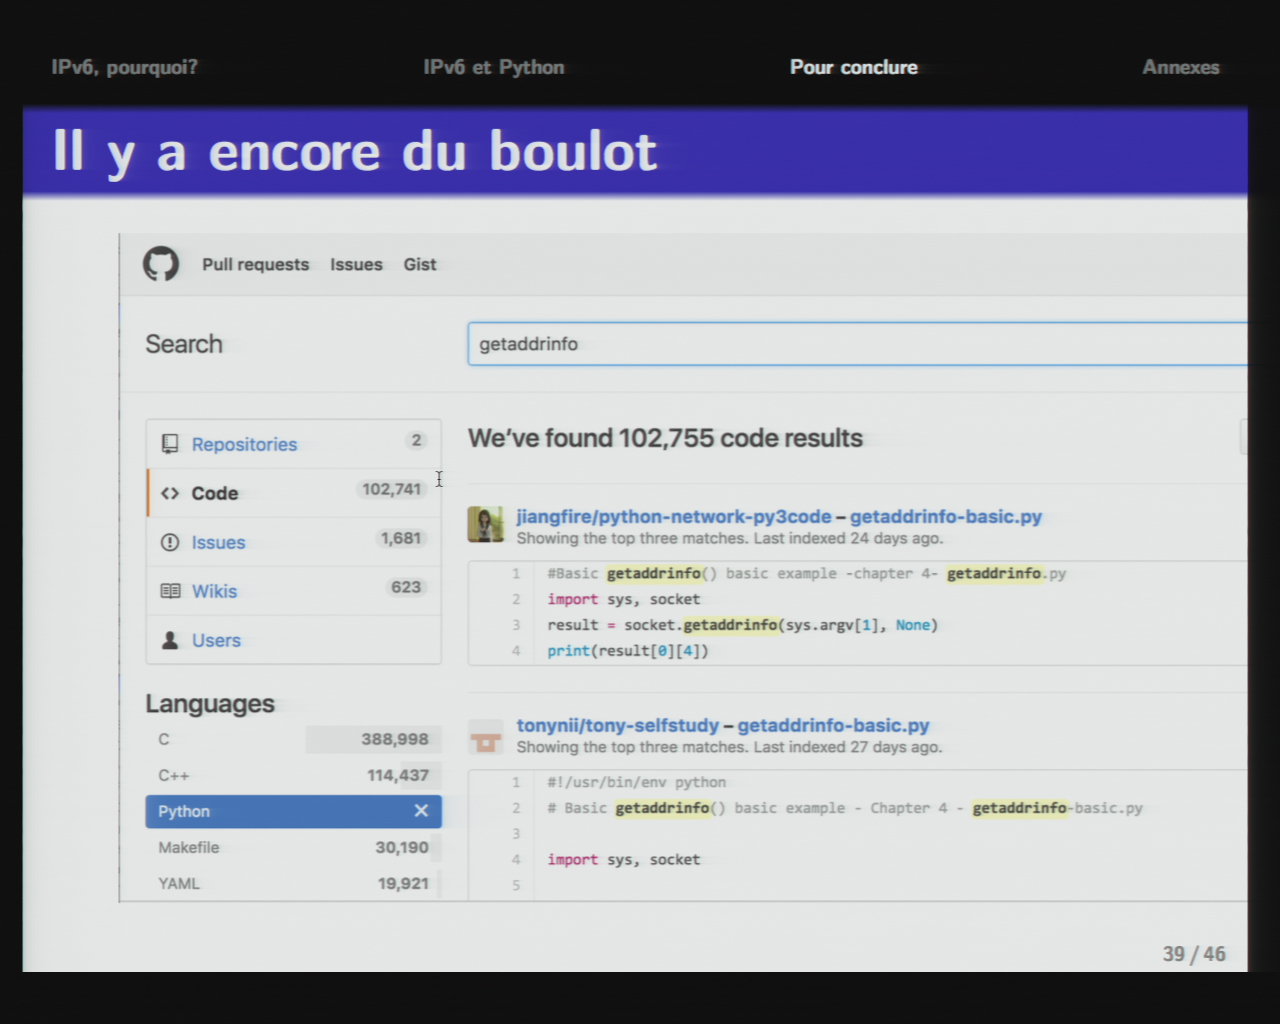 IPv6, pourquoi? IPv6 et Python Pour conclure Annexes
Il y a encore du boulot
Pull requests Issues Gist
Search getaddrinfo
Repositories 2
Code 102,741
Issues 1,681
Wikis 623
Users
Languages
C 388,998
C++ 114,437
Python
Makefile 30,190
YAML 19,921
We've found 102,755 code results
jiangfire/python-network-py3code – getaddrinfo-basic.py
Showing the top three matches. Last indexed 24 days ago.
1 #Basic getaddrinfo() basic example -chapter 4- getaddrinfo.py
2 import sys, socket
3 result = socket.getaddrinfo(sys.argv[1], None)
4 print(result[0][4])
tonynii/tony-selfstudy – getaddrinfo-basic.py
Showing the top three matches. Last indexed 27 days ago.
1 #!/usr/bin/env python
2 # Basic getaddrinfo() basic example - Chapter 4 - getaddrinfo-basic.py
3
4 import sys, socket
5
39 / 46